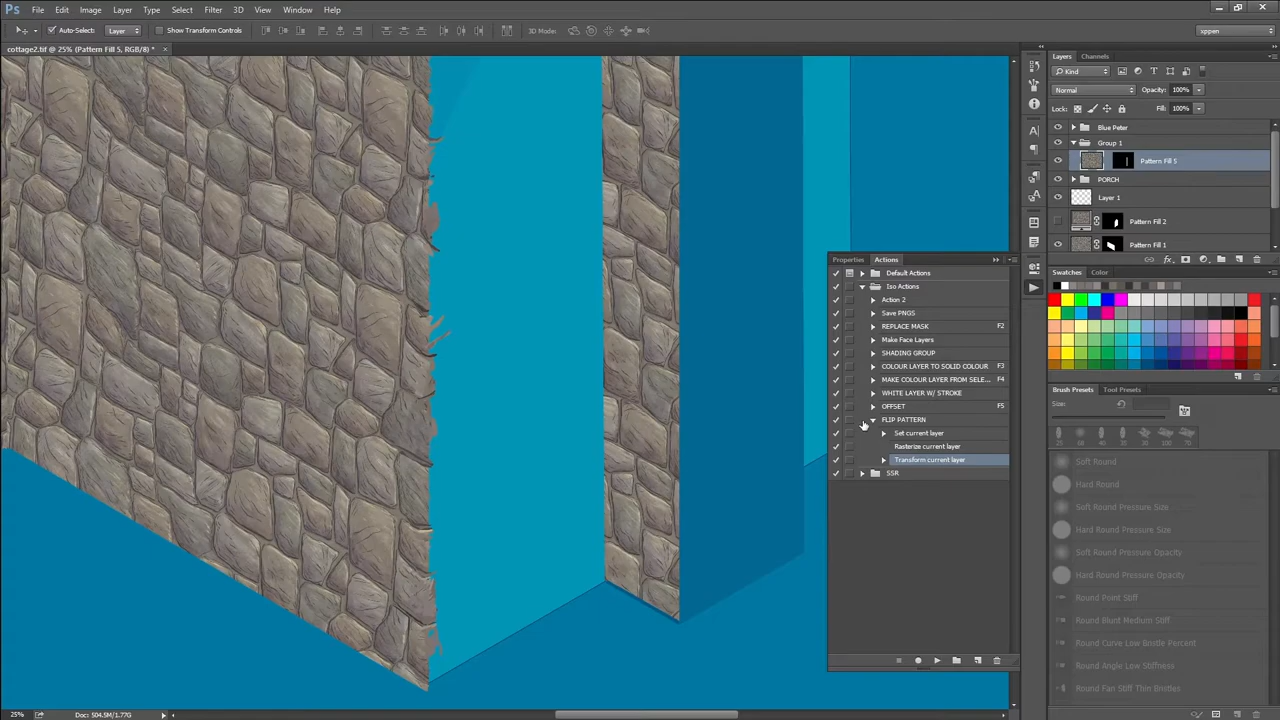 Ps File Edit Image Layer Type Select Filter 3D View Window Help
Auto-Select: Layer Show Transform Controls 3D Mode: xppen
cottage2.tif @ 25% (Pattern Fill 5, RGB/8) * ×
Layers Channels
Kind
Normal Opacity: 100%
Lock: Fill: 100%
Blue Peter
Group 1
Pattern Fill 5
PORCH
Layer 1
Pattern Fill 2
Pattern Fill 1
Properties Actions
Default Actions
Iso Actions
Action 2
Save PNGS
REPLACE MASK F2
Make Face Layers
SHADING GROUP
COLOUR LAYER TO SOLID COLOUR F3
MAKE COLOUR LAYER FROM SELE... F4
WHITE LAYER W/ STROKE
OFFSET F5
FLIP PATTERN
Set current layer
Rasterize current layer
Transform current layer
SSR
Swatches Color
Brush Presets Tool Presets
Size:
30 60 30 100 70
Soft Round
Hard Round
Soft Round Pressure Size
Hard Round Pressure Size
Soft Round Pressure Opacity
Hard Round Pressure Opacity
Round Point Stiff
Round Blunt Medium Stiff
Round Curve Low Bristle Percent
Round Angle Low Stiffness
Round Fan Stiff Thin Bristles
25% Doc: 504.5M/1.77G